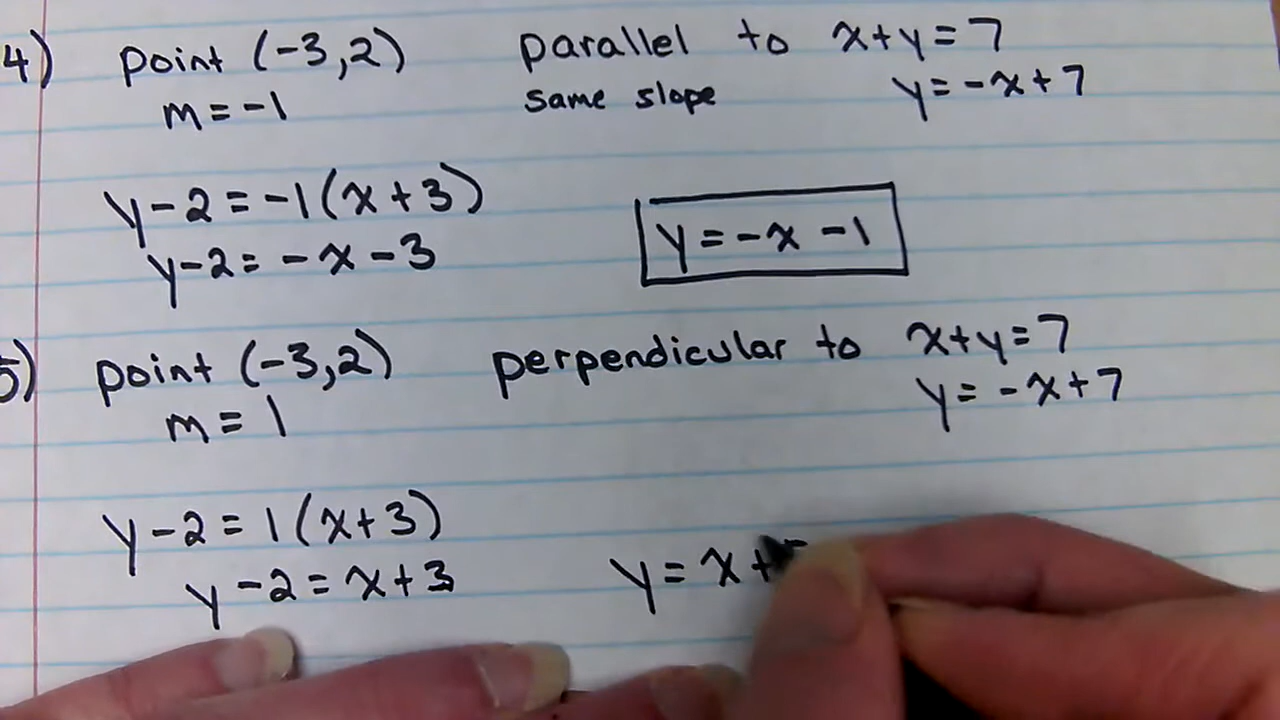 4) point (-3,2) parallel to x+y=7
m=-1 same slope y=-x+7
y-2=-1(x+3)
y-2=-x-3 y=-x-1
5) point (-3,2) perpendicular to x+y=7
m=1 y=-x+7
y-2=1(x+3)
y-2=x+3 y=x+